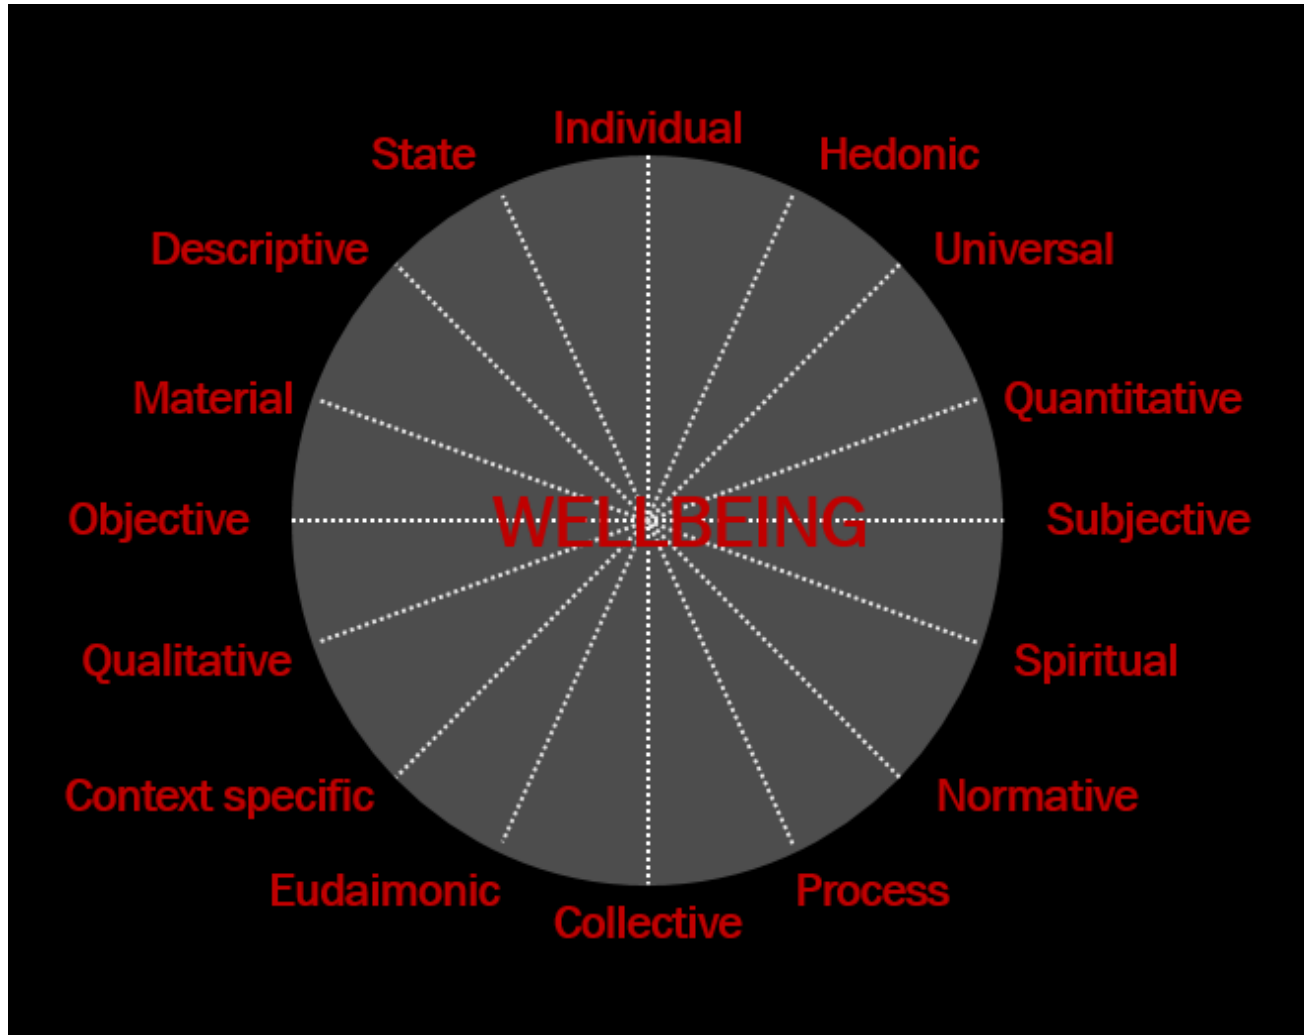 Individual
State
Hedonic
Descriptive
Universal
Material
Quantitative
Objective
WELLBEING
Subjective
Qualitative
Spiritual
Context specific
Normative
Eudaimonic
Process
Collective